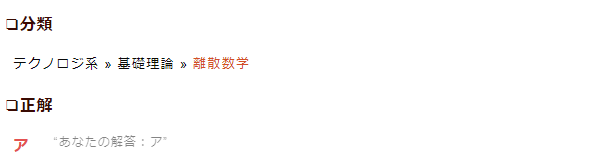 ❏分類
テクノロジ系 » 基礎理論 » 離散数学
❏正解
ア “あなたの解答：ア”